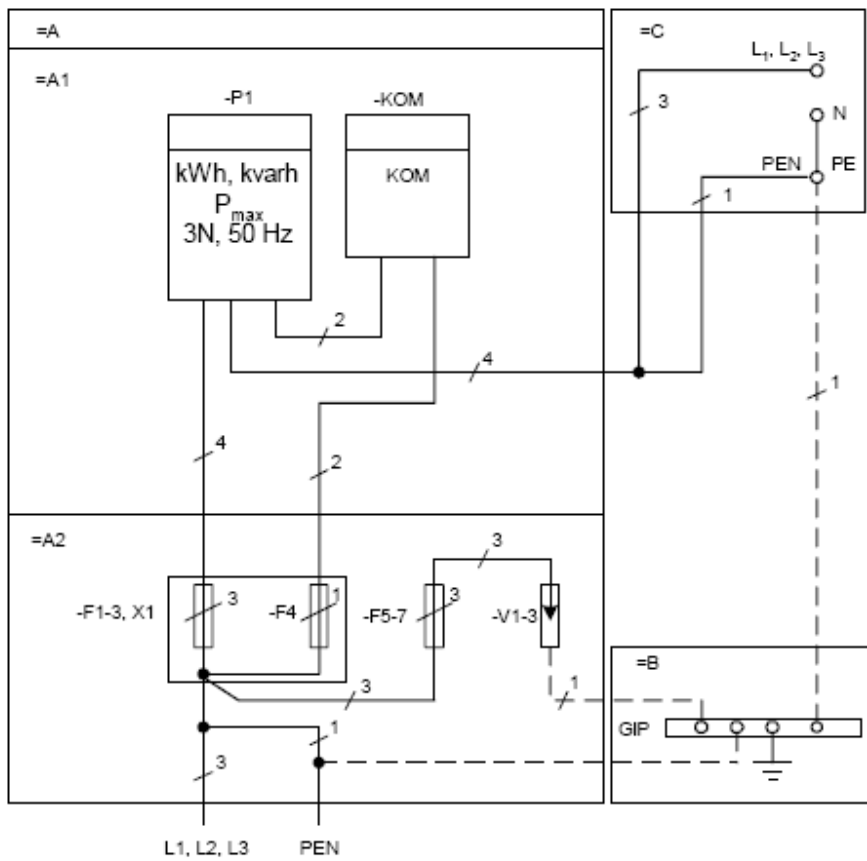 =A
=C
L1, L2, L3
=A1
-P1
-KOM
3
N
kWh, kvarh
Pmax
3N, 50 Hz
KOM
PEN
PE
1
2
4
1
4
2
=A2
3
-F1-3, X1
3
-F4
1
-F5-7
3
-V1-3
=B
3
1
GIP
1
3
L1, L2, L3
PEN